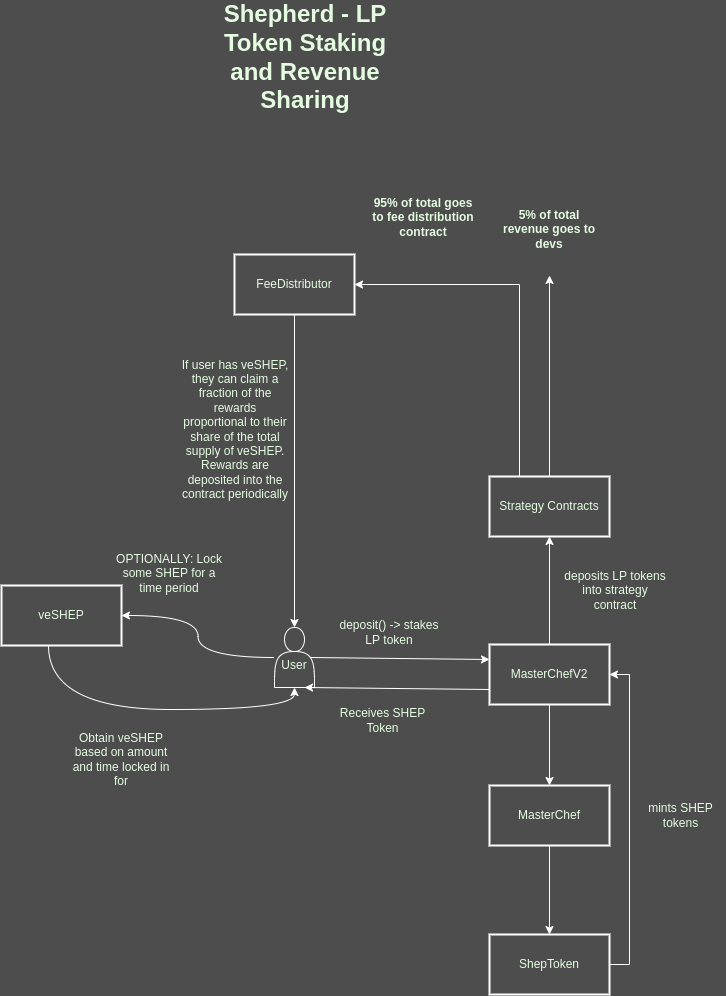 Shepherd - LP
Token Staking
and Revenue
Sharing
95% of total goes
to fee distribution
contract
5% of total
revenue goes to
devs
FeeDistributor
If user has veSHEP,
they can claim a
fraction of the
rewards
proportional to their
share of the total
supply of veSHEP.
Rewards are
deposited into the
contract periodically
Strategy Contracts
OPTIONALLY: Lock
some SHEP for a
time period
deposits LP tokens
into strategy
contract
veSHEP
deposit() -> stakes
LP token
User
MasterChefV2
Receives SHEP
Token
Obtain veSHEP
based on amount
and time locked in
for
MasterChef
mints SHEP
tokens
ShepToken